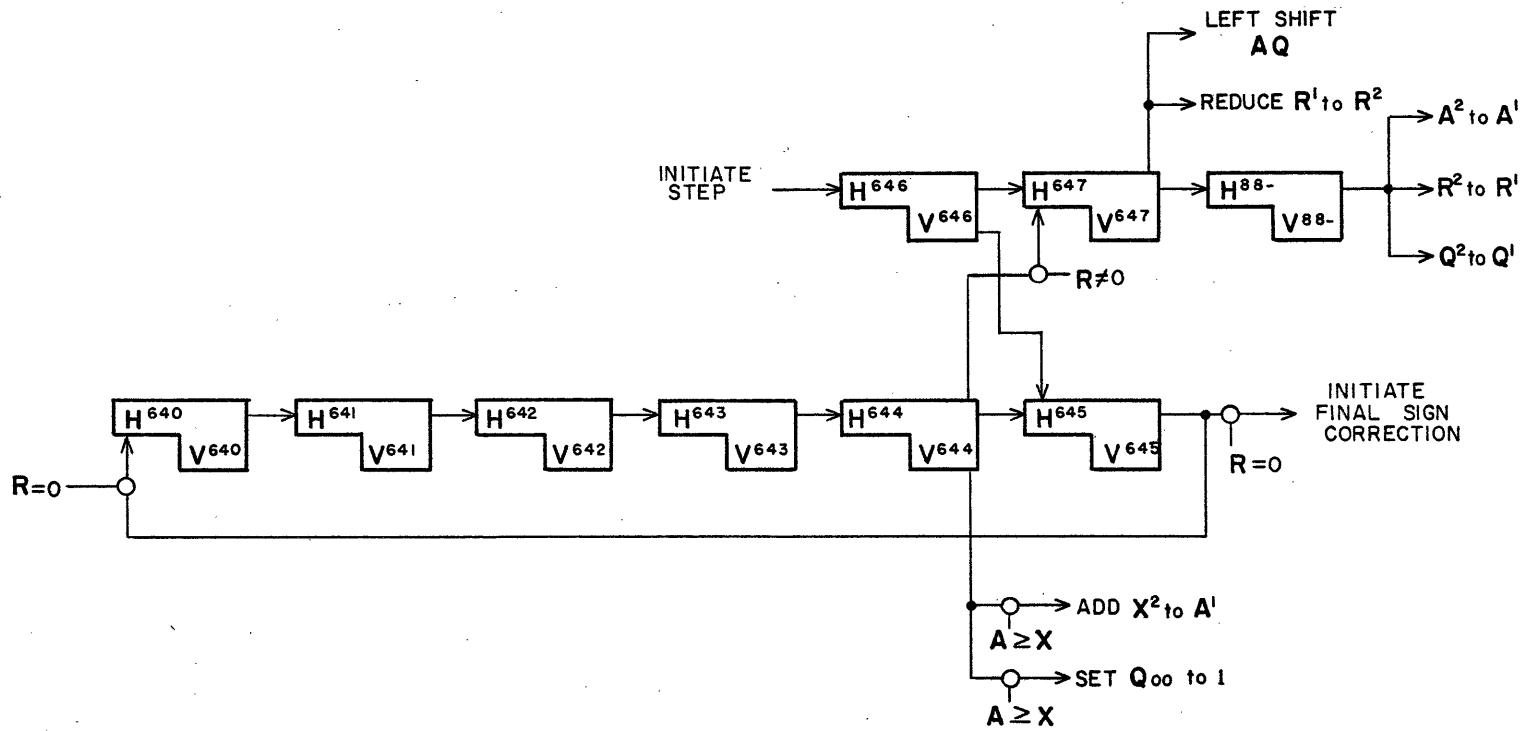 LEFT SHIFT
AQ
REDUCE R¹ to R²
A² to A¹
INITIATE
STEP
H⁶⁴⁶
V⁶⁴⁶
H⁶⁴⁷
V⁶⁴⁷
H⁸⁸⁻
V⁸⁸⁻
R² to R¹
Q² to Q¹
R≠0
INITIATE
FINAL SIGN
CORRECTION
H⁶⁴⁰
V⁶⁴⁰
H⁶⁴¹
V⁶⁴¹
H⁶⁴²
V⁶⁴²
H⁶⁴³
V⁶⁴³
H⁶⁴⁴
V⁶⁴⁴
H⁶⁴⁵
V⁶⁴⁵
R=0
R=0
ADD X² to A¹
A ≥ X
SET Q₀₀ to 1
A ≥ X